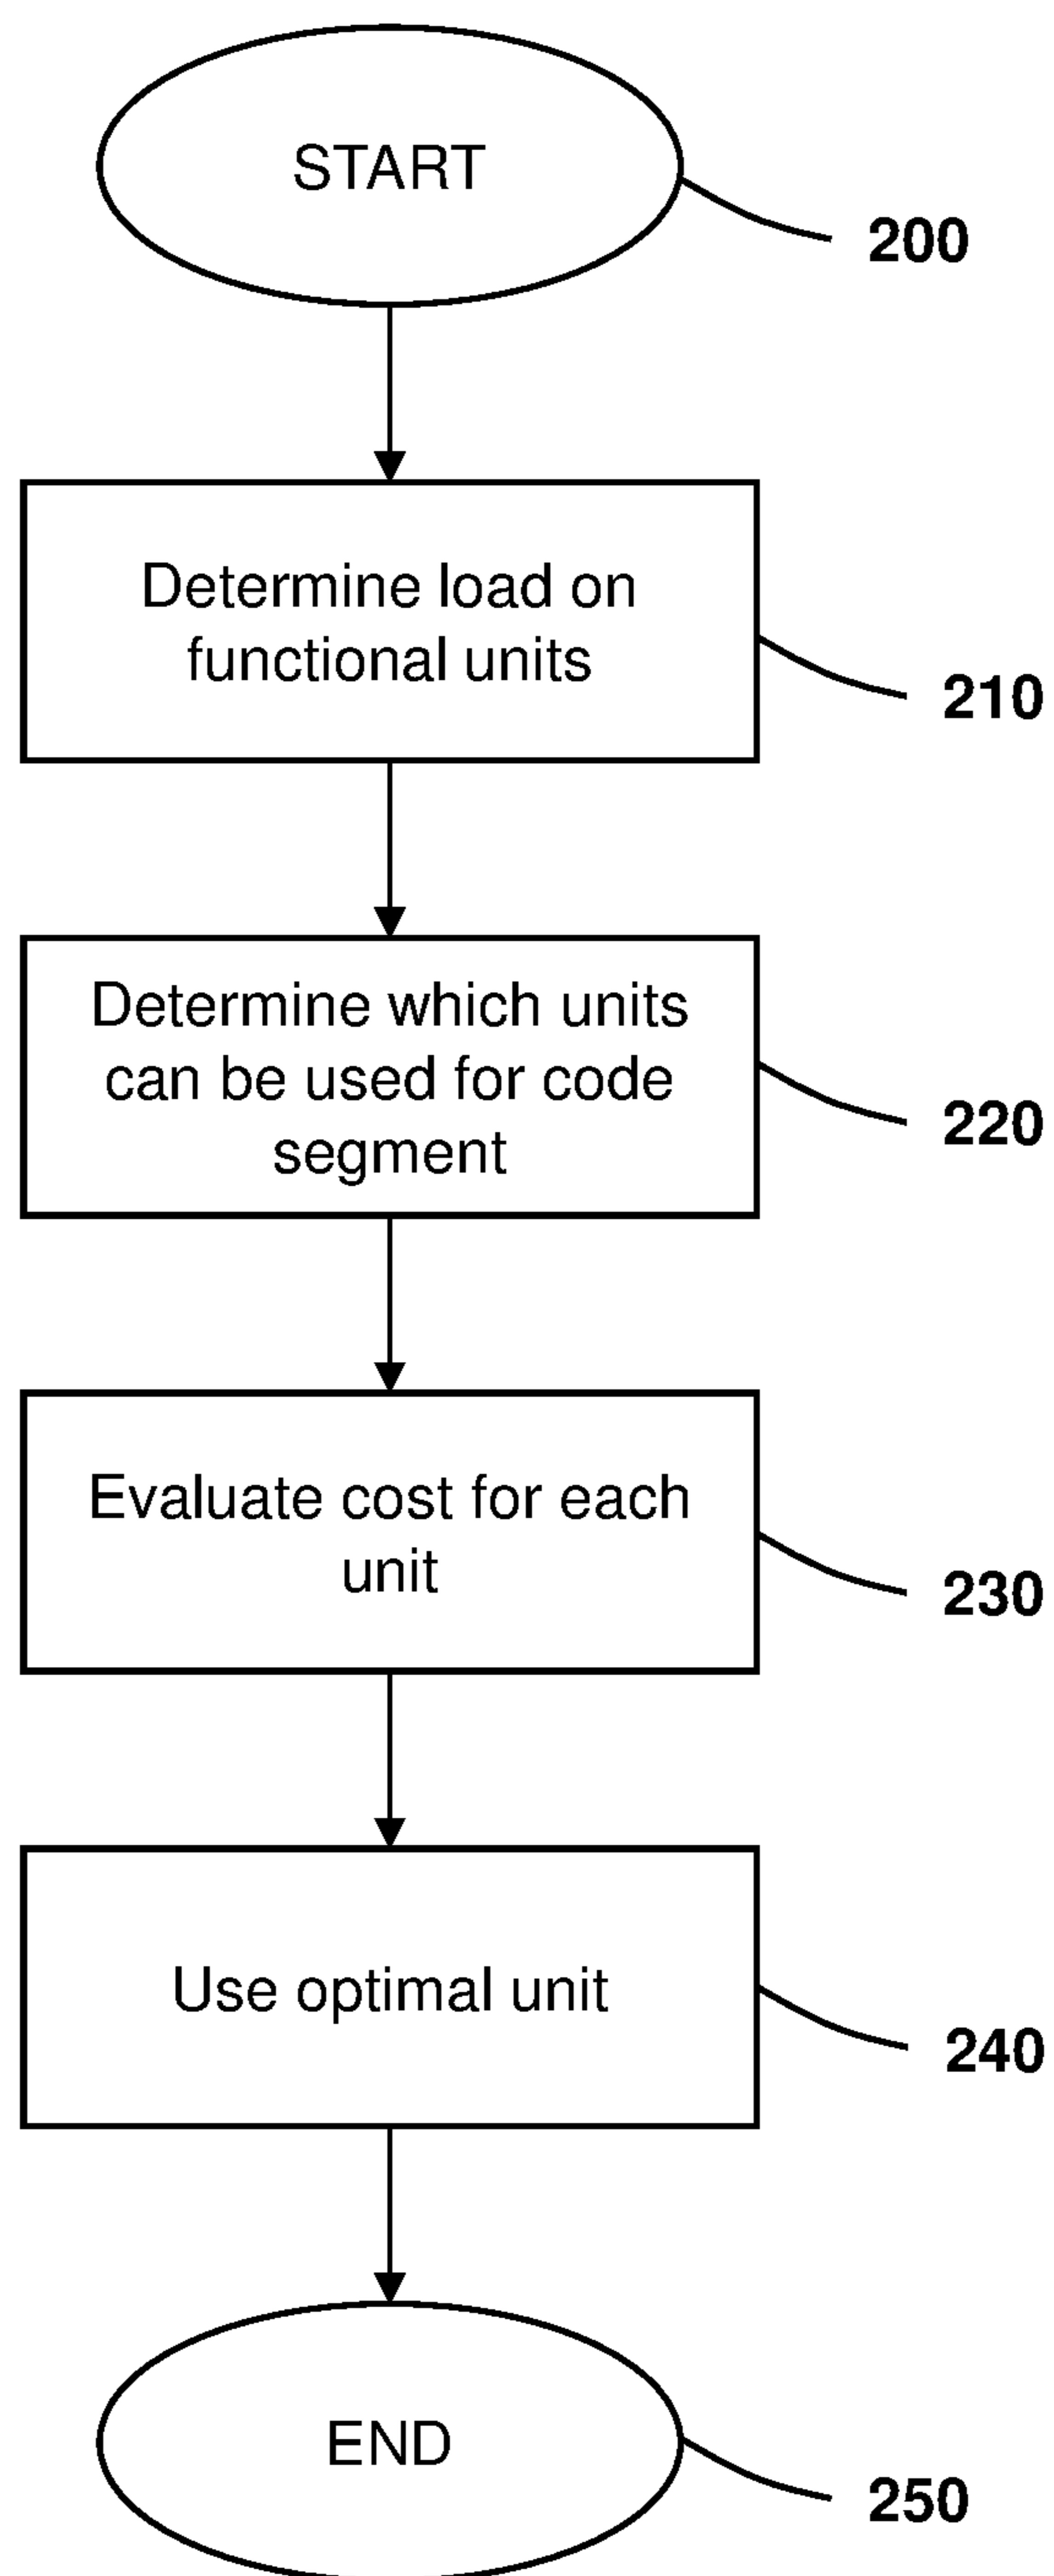 START
200
Determine load on
functional units
210
Determine which units
can be used for code
segment
220
Evaluate cost for each
unit
230
Use optimal unit
240
END
250